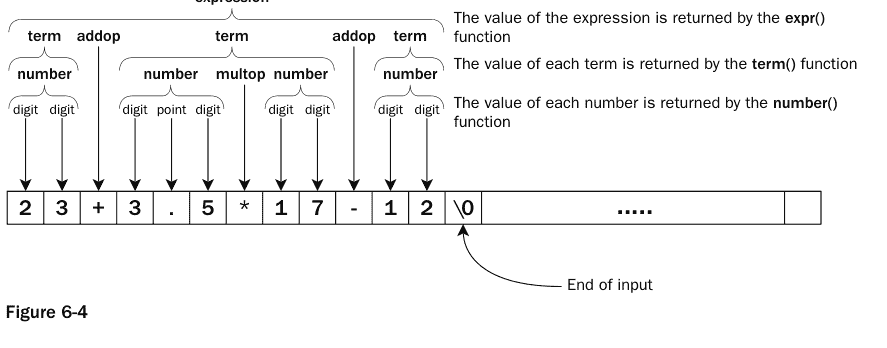 expression
The value of the expression is returned by the expr()
function
term addop term addop term
The value of each term is returned by the term() function
number number multop number number
The value of each number is returned by the number()
function
digit digit digit point digit digit digit digit digit
2 3 + 3 . 5 * 1 7 - 1 2 \0 .....
End of input
Figure 6-4